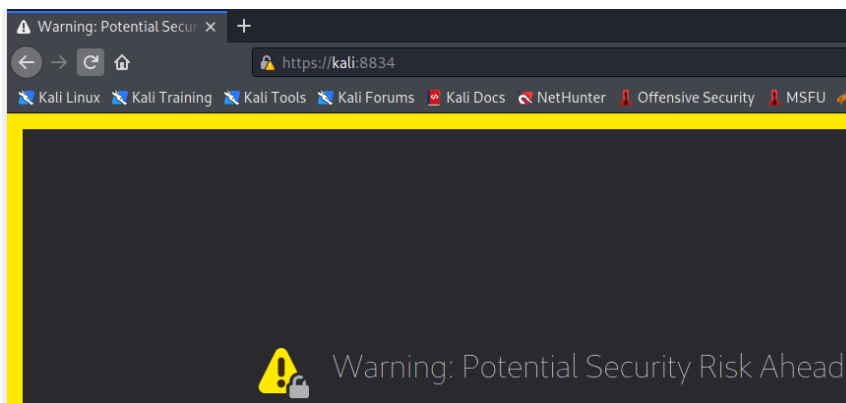 Warning: Potential Secur
https://kali:8834
Kali Linux Kali Training Kali Tools Kali Forums Kali Docs NetHunter Offensive Security MSFU
Warning: Potential Security Risk Ahead